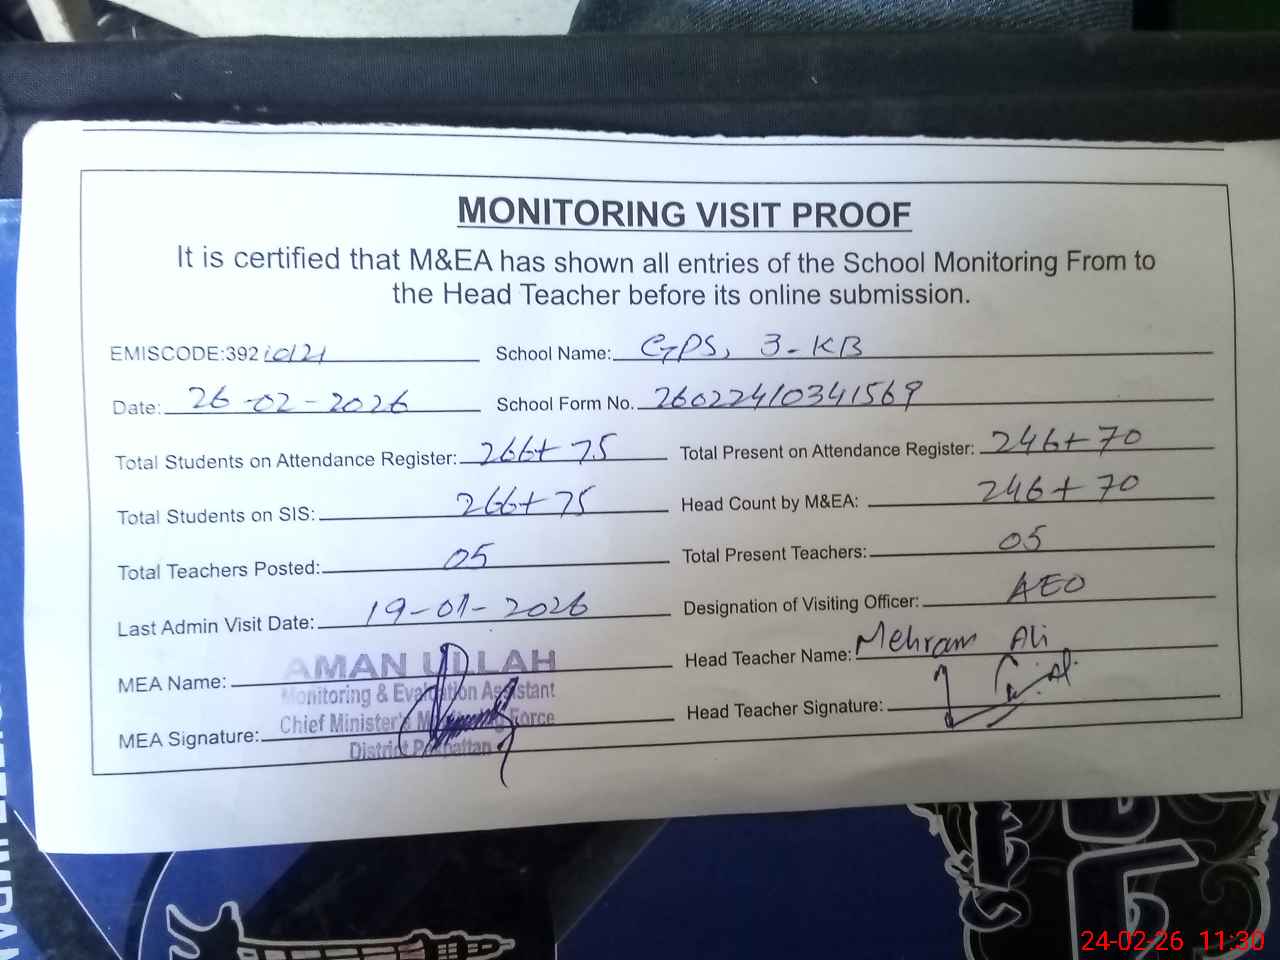 MONITORING VISIT PROOF
It is certified that M&EA has shown all entries of the School Monitoring From to
the Head Teacher before its online submission.
EMISCODE:392 10121 School Name: GPS, 3-KB
Date: 26-02-2026 School Form No. 26022410341569
Total Students on Attendance Register: 266+75 Total Present on Attendance Register: 246+70
Total Students on SIS: 266+75 Head Count by M&EA: 246+70
Total Teachers Posted: 05 Total Present Teachers: 05
Last Admin Visit Date: 19-01-2026 Designation of Visiting Officer: AEO
MEA Name: AMAN ULLAH Head Teacher Name: Mehram Ali
Monitoring & Evaluation Assistant
Chief Minister's Monitoring Force
MEA Signature: Head Teacher Signature:
District Pakpattan
24-02-26 11:30